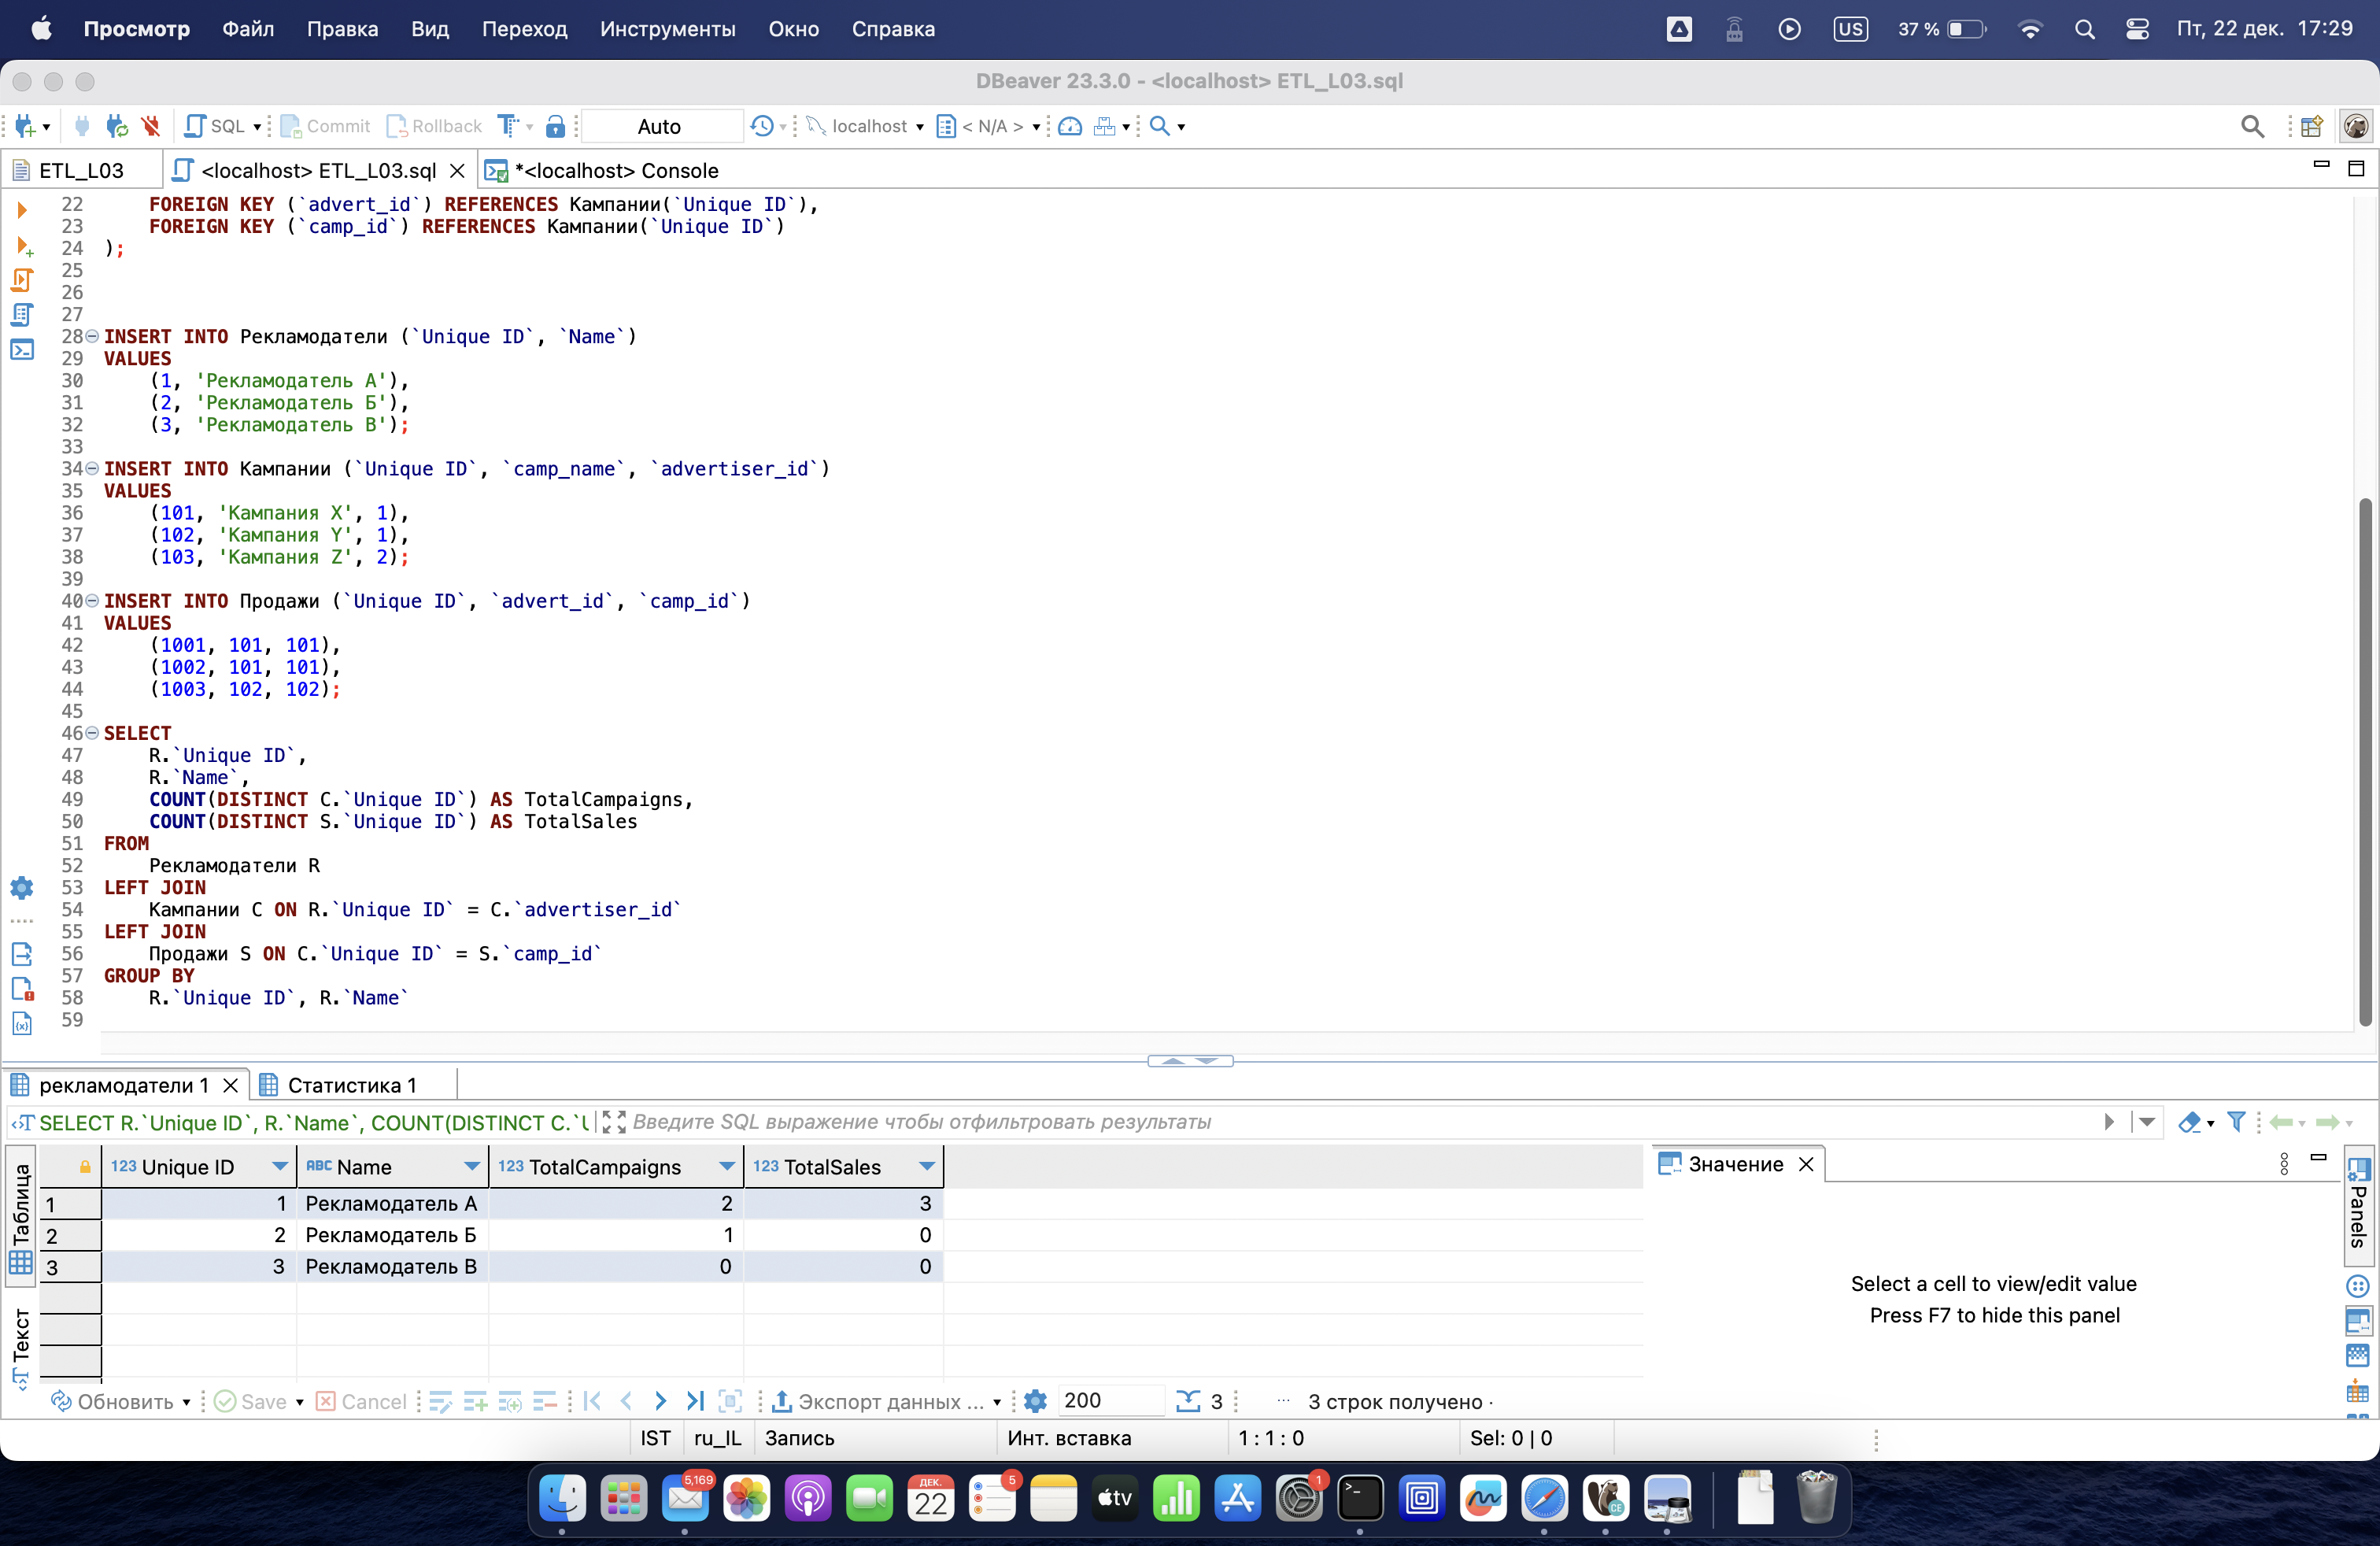 Просмотр Файл Правка Вид Переход Инструменты Окно Справка US 37 % Пт, 22 дек. 17:29
DBeaver 23.3.0 - <localhost> ETL_L03.sql
SQL Commit Rollback Auto localhost < N/A >
ETL_L03 <localhost> ETL_L03.sql *<localhost> Console
22 FOREIGN KEY (`advert_id`) REFERENCES Кампании(`Unique ID`),
23 FOREIGN KEY (`camp_id`) REFERENCES Кампании(`Unique ID`)
24 );
25
26
27
28 INSERT INTO Рекламодатели (`Unique ID`, `Name`)
29 VALUES
30 (1, 'Рекламодатель А'),
31 (2, 'Рекламодатель Б'),
32 (3, 'Рекламодатель В');
33
34 INSERT INTO Кампании (`Unique ID`, `camp_name`, `advertiser_id`)
35 VALUES
36 (101, 'Кампания X', 1),
37 (102, 'Кампания Y', 1),
38 (103, 'Кампания Z', 2);
39
40 INSERT INTO Продажи (`Unique ID`, `advert_id`, `camp_id`)
41 VALUES
42 (1001, 101, 101),
43 (1002, 101, 101),
44 (1003, 102, 102);
45
46 SELECT
47 R.`Unique ID`,
48 R.`Name`,
49 COUNT(DISTINCT C.`Unique ID`) AS TotalCampaigns,
50 COUNT(DISTINCT S.`Unique ID`) AS TotalSales
51 FROM
52 Рекламодатели R
53 LEFT JOIN
54 Кампании C ON R.`Unique ID` = C.`advertiser_id`
55 LEFT JOIN
56 Продажи S ON C.`Unique ID` = S.`camp_id`
57 GROUP BY
58 R.`Unique ID`, R.`Name`
59
рекламодатели 1 Статистика 1
SELECT R.`Unique ID`, R.`Name`, COUNT(DISTINCT C.`U Введите SQL выражение чтобы отфильтровать результаты
Таблица
Текст
123 Unique ID ABC Name 123 TotalCampaigns 123 TotalSales
1 1 Рекламодатель А 2 3
2 2 Рекламодатель Б 1 0
3 3 Рекламодатель В 0 0
Значение
Select a cell to view/edit value
Press F7 to hide this panel
Panels
Обновить Save Cancel Экспорт данных ... 200 3 ... 3 строк получено ·
IST ru_IL Запись Инт. вставка 1 : 1 : 0 Sel: 0 | 0
5,169 ДЕК. 22 5 tv 1 >_ CE